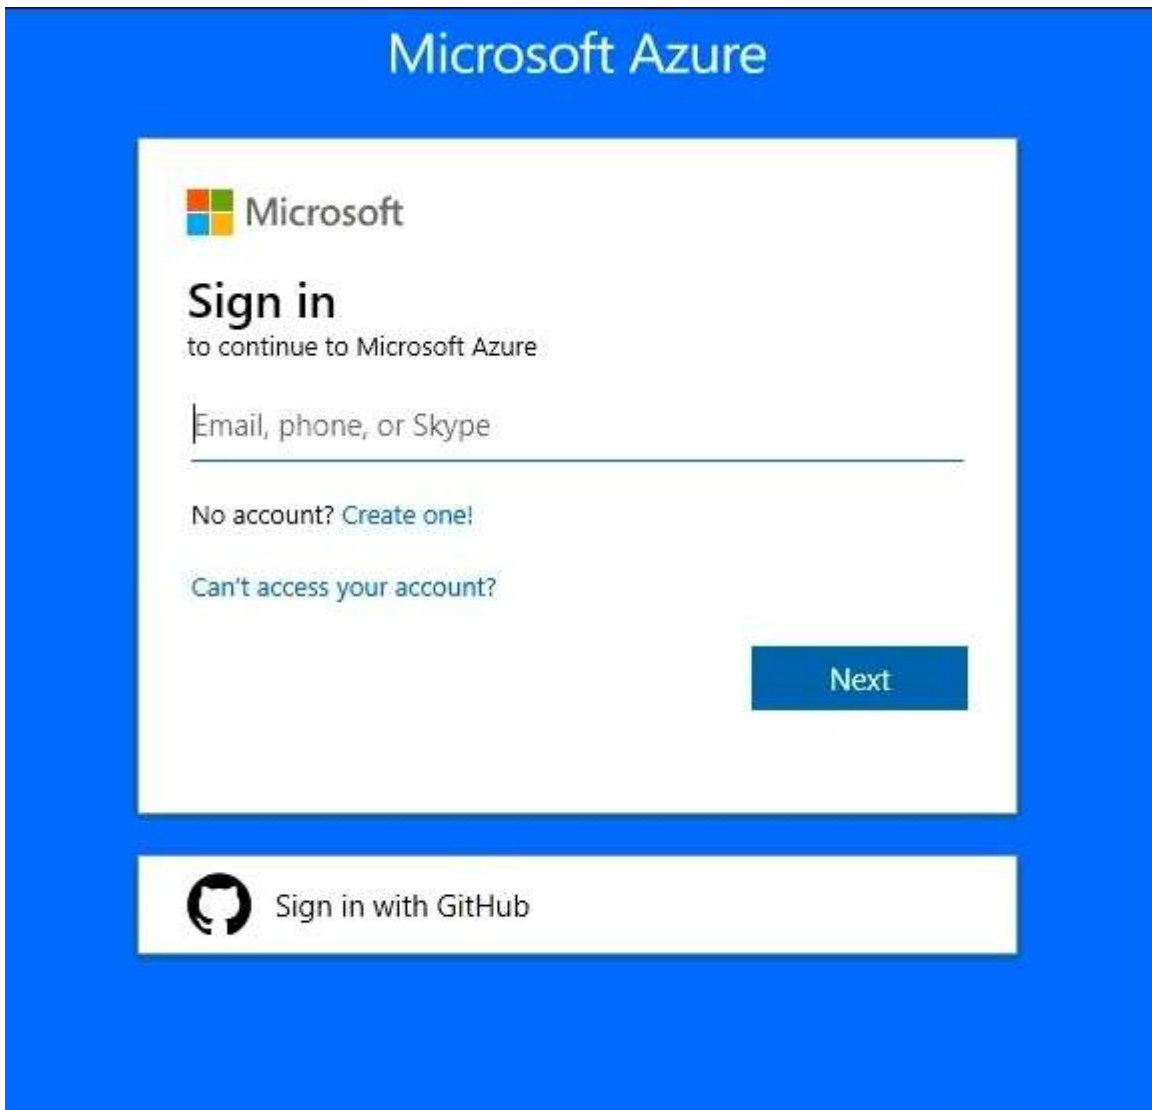 Microsoft Azure
Microsoft
Sign in
to continue to Microsoft Azure
Email, phone, or Skype
No account? Create one!
Can't access your account?
Next
Sign in with GitHub